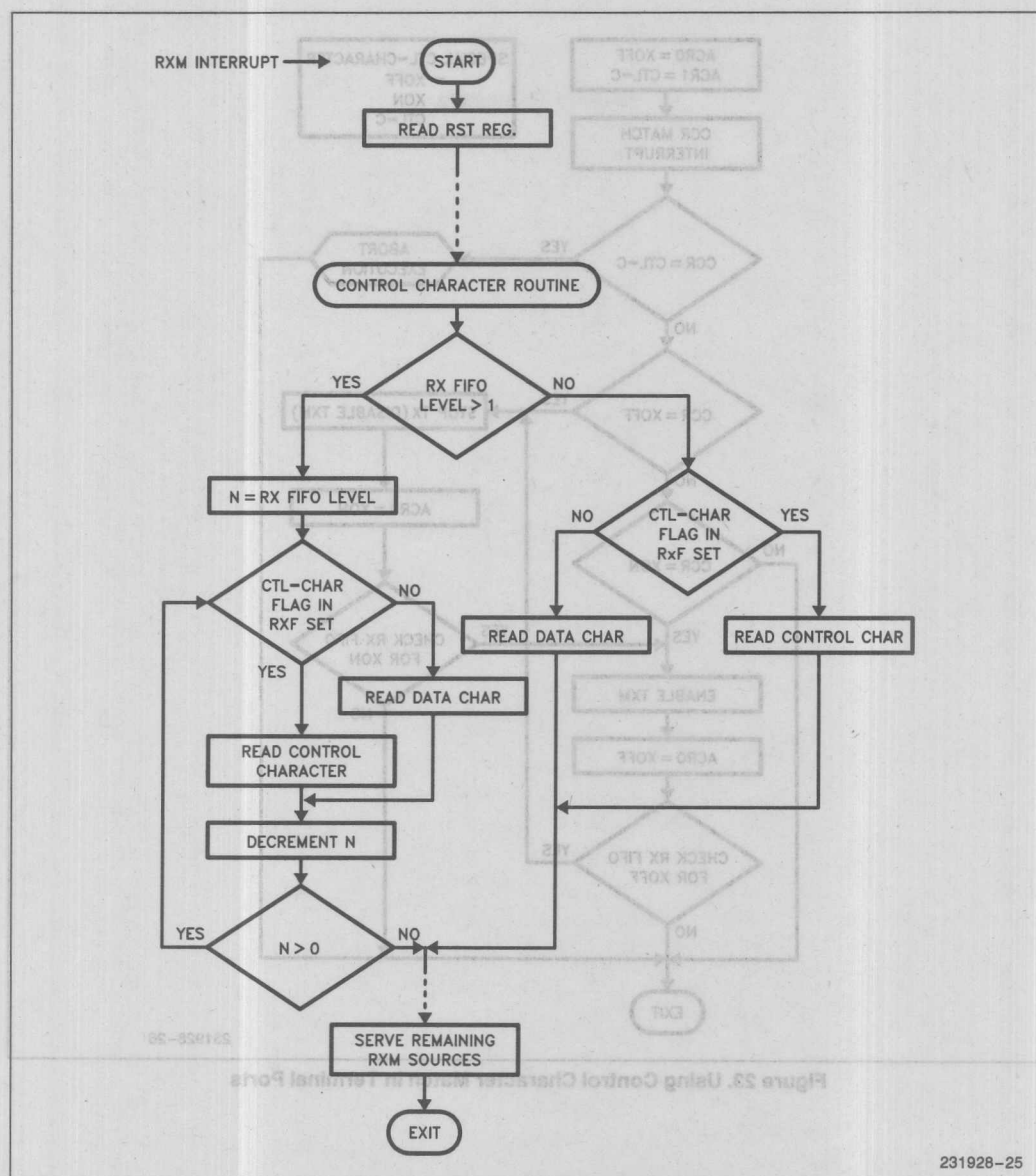 RXM INTERRUPT
START
READ RST REG.
CONTROL CHARACTER ROUTINE
YES
RX FIFO
LEVEL > 1
NO
N = RX FIFO LEVEL
CTL-CHAR
FLAG IN
RXF SET
NO
YES
READ DATA CHAR
READ CONTROL
CHARACTER
DECREMENT N
YES
N > 0
NO
NO
CTL-CHAR
FLAG IN
RxF SET
YES
READ DATA CHAR
READ CONTROL CHAR
SERVE REMAINING
RXM SOURCES
EXIT
231928-25